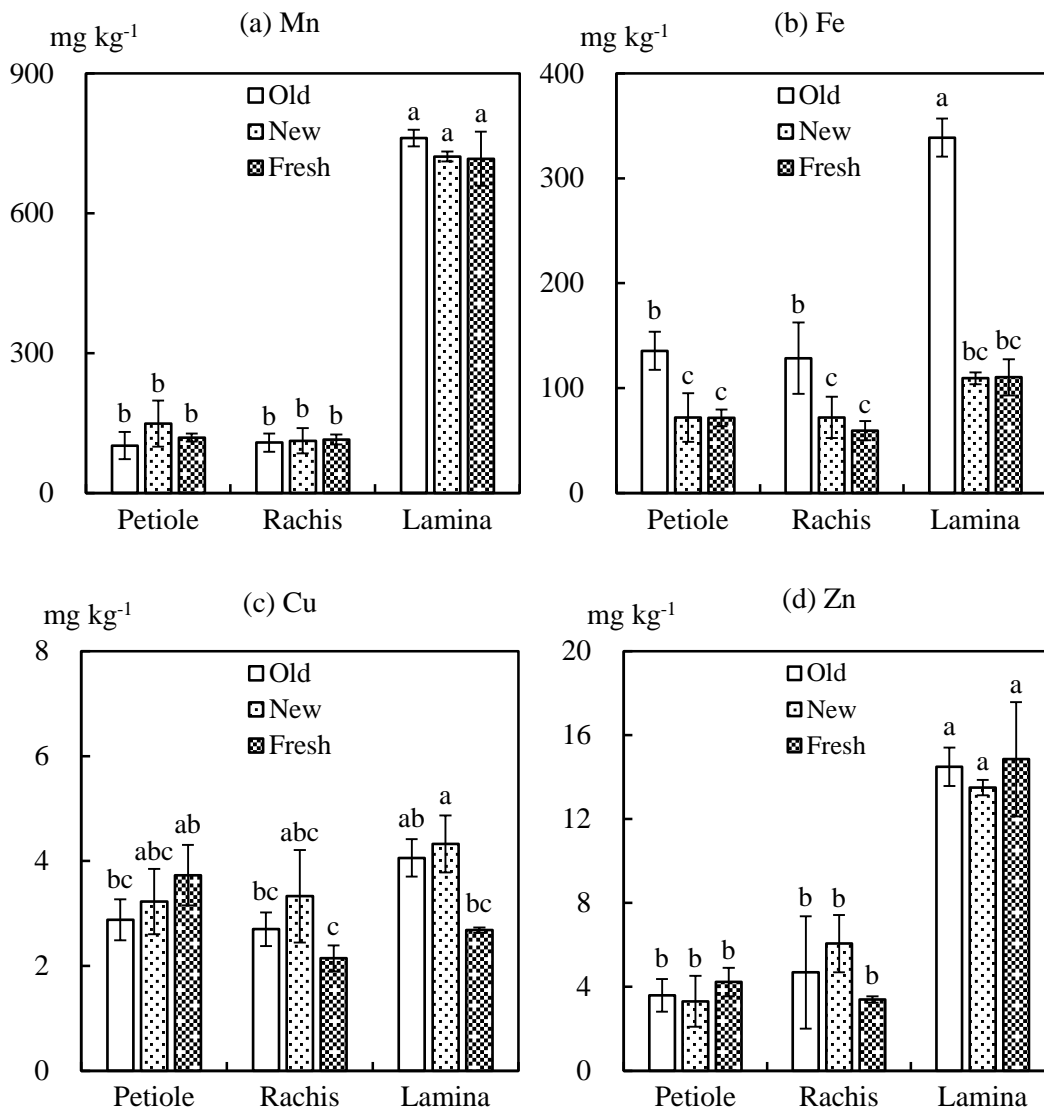 (a) Mn
mg kg-1
900
600
300
0
Old
New
Fresh
a a a
b b b b b b
Petiole Rachis Lamina
(b) Fe
mg kg-1
400
300
200
100
0
Old
New
Fresh
a
b b
c c c c bc bc
Petiole Rachis Lamina
(c) Cu
mg kg-1
8
6
4
2
0
Old
New
Fresh
bc abc ab bc abc c ab a bc
Petiole Rachis Lamina
(d) Zn
mg kg-1
20
16
12
8
4
0
Old
New
Fresh
b b b b b b a a a
Petiole Rachis Lamina